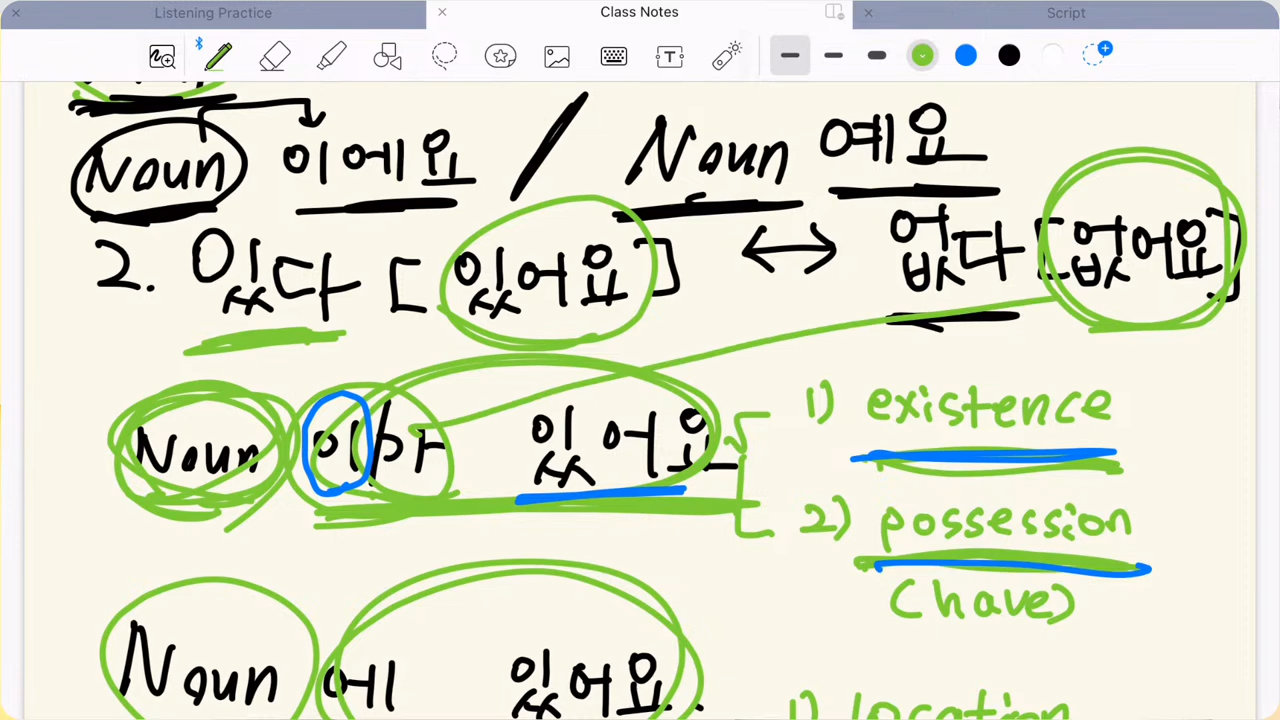 Listening Practice
Class Notes
Script
Noun 이에요 / Noun 예요
2. 있다 [있어요] ↔ 없다 [없어요]
Noun 이/가 있어요
1) existence
2) possession
(have)
Noun 에 있어요
1) location